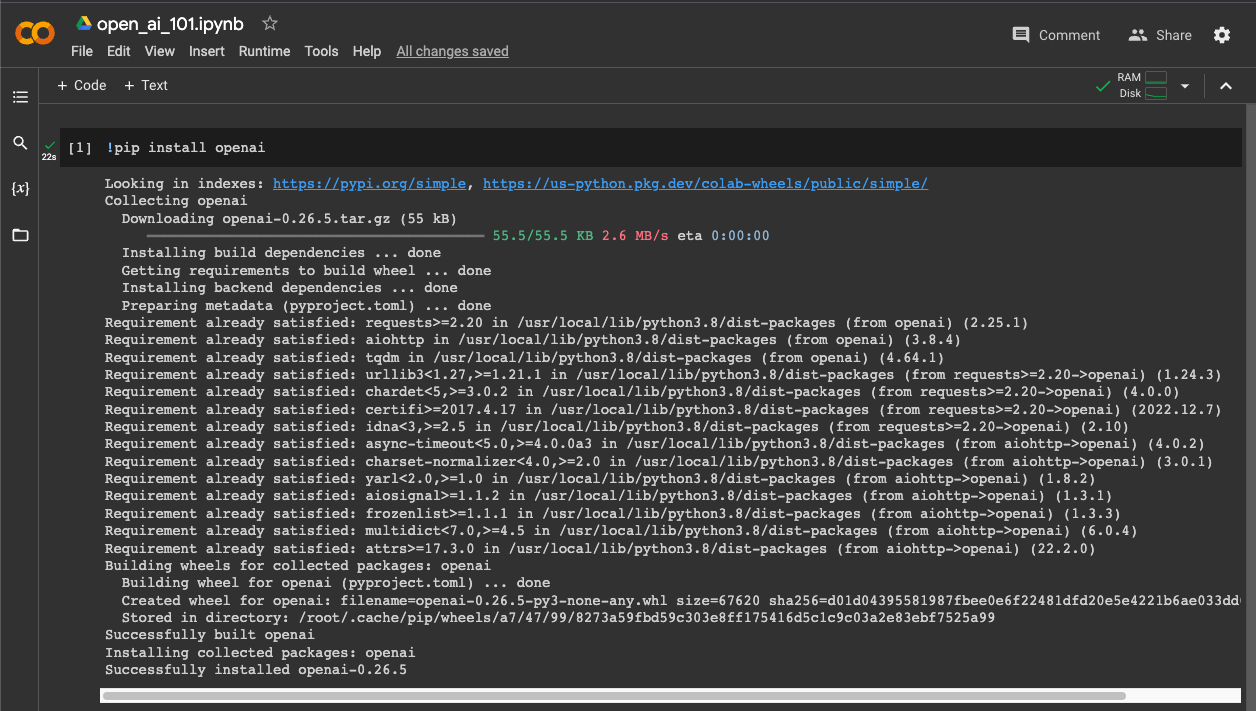 open_ai_101.ipynb
File Edit View Insert Runtime Tools Help All changes saved
Comment
Share
+ Code + Text
RAM
Disk
22s
[1] !pip install openai
{x}
Looking in indexes: https://pypi.org/simple, https://us-python.pkg.dev/colab-wheels/public/simple/
Collecting openai
Downloading openai-0.26.5.tar.gz (55 kB)
55.5/55.5 KB 2.6 MB/s eta 0:00:00
Installing build dependencies ... done
Getting requirements to build wheel ... done
Installing backend dependencies ... done
Preparing metadata (pyproject.toml) ... done
Requirement already satisfied: requests>=2.20 in /usr/local/lib/python3.8/dist-packages (from openai) (2.25.1)
Requirement already satisfied: aiohttp in /usr/local/lib/python3.8/dist-packages (from openai) (3.8.4)
Requirement already satisfied: tqdm in /usr/local/lib/python3.8/dist-packages (from openai) (4.64.1)
Requirement already satisfied: urllib3<1.27,>=1.21.1 in /usr/local/lib/python3.8/dist-packages (from requests>=2.20->openai) (1.24.3)
Requirement already satisfied: chardet<5,>=3.0.2 in /usr/local/lib/python3.8/dist-packages (from requests>=2.20->openai) (4.0.0)
Requirement already satisfied: certifi>=2017.4.17 in /usr/local/lib/python3.8/dist-packages (from requests>=2.20->openai) (2022.12.7)
Requirement already satisfied: idna<3,>=2.5 in /usr/local/lib/python3.8/dist-packages (from requests>=2.20->openai) (2.10)
Requirement already satisfied: async-timeout<5.0,>=4.0.0a3 in /usr/local/lib/python3.8/dist-packages (from aiohttp->openai) (4.0.2)
Requirement already satisfied: charset-normalizer<4.0,>=2.0 in /usr/local/lib/python3.8/dist-packages (from aiohttp->openai) (3.0.1)
Requirement already satisfied: yarl<2.0,>=1.0 in /usr/local/lib/python3.8/dist-packages (from aiohttp->openai) (1.8.2)
Requirement already satisfied: aiosignal>=1.1.2 in /usr/local/lib/python3.8/dist-packages (from aiohttp->openai) (1.3.1)
Requirement already satisfied: frozenlist>=1.1.1 in /usr/local/lib/python3.8/dist-packages (from aiohttp->openai) (1.3.3)
Requirement already satisfied: multidict<7.0,>=4.5 in /usr/local/lib/python3.8/dist-packages (from aiohttp->openai) (6.0.4)
Requirement already satisfied: attrs>=17.3.0 in /usr/local/lib/python3.8/dist-packages (from aiohttp->openai) (22.2.0)
Building wheels for collected packages: openai
Building wheel for openai (pyproject.toml) ... done
Created wheel for openai: filename=openai-0.26.5-py3-none-any.whl size=67620 sha256=d01d04395581987fbee0e6f22481dfd20e5e4221b6ae033dd
Stored in directory: /root/.cache/pip/wheels/a7/47/99/8273a59fbd59c303e8ff175416d5c1c9c03a2e83ebf7525a99
Successfully built openai
Installing collected packages: openai
Successfully installed openai-0.26.5